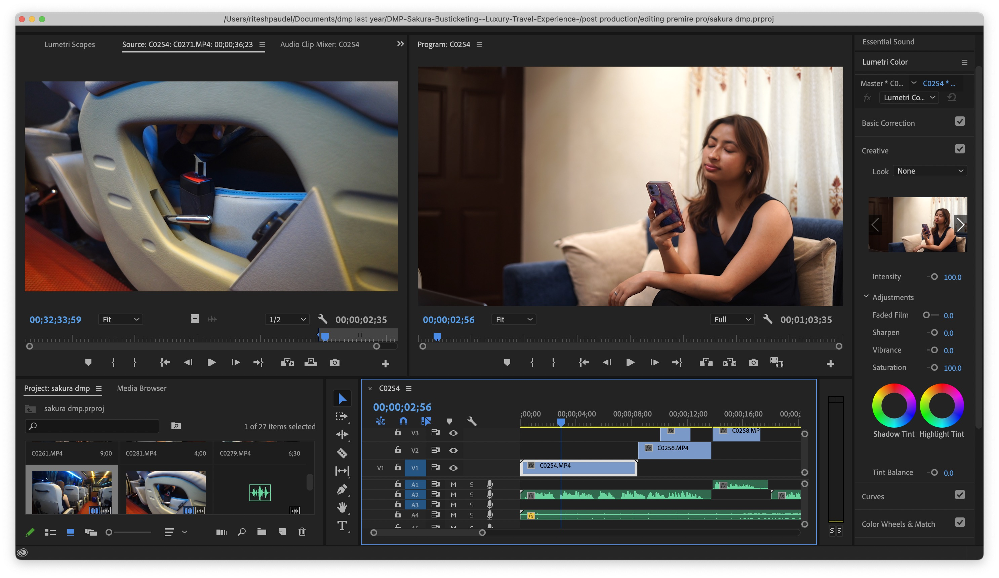 /Users/riteshpaudel/Documents/dmp last year/DMP-Sakura-Busticketing--Luxury-Travel-Experience-/post production/editing premire pro/sakura dmp.prproj
Lumetri Scopes
Source: C0254: C0271.MP4: 00;00;36;23
Audio Clip Mixer: C0254
00;32;33;59
Fit
1/2
00;00;02;35
Program: C0254
00;00;02;56
Fit
Full
00;01;03;35
Essential Sound
Lumetri Color
Master * C0...
C0254 * ...
fx
Lumetri Co...
Basic Correction
Creative
Look
None
Intensity
100.0
Adjustments
Faded Film
0.0
Sharpen
0.0
Vibrance
0.0
Saturation
100.0
Shadow Tint
Highlight Tint
Tint Balance
0.0
Curves
Color Wheels & Match
Project: sakura dmp
Media Browser
sakura dmp.prproj
1 of 27 items selected
C0261.MP4
9;00
C0281.MP4
4;00
C0279.MP4
6;30
T
C0254
00;00;02;56
;00;00
00;00;04;00
00;00;08;00
00;00;12;00
00;00;16;00
00;00;
V3
fx
fx
C0258.MP
V2
fx
C0256.MP4
V1
V1
fx
C0254.MP4
A1
M
S
fx
A2
M
S
fx
fx
A3
M
S
A4
M
S
fx
S
S